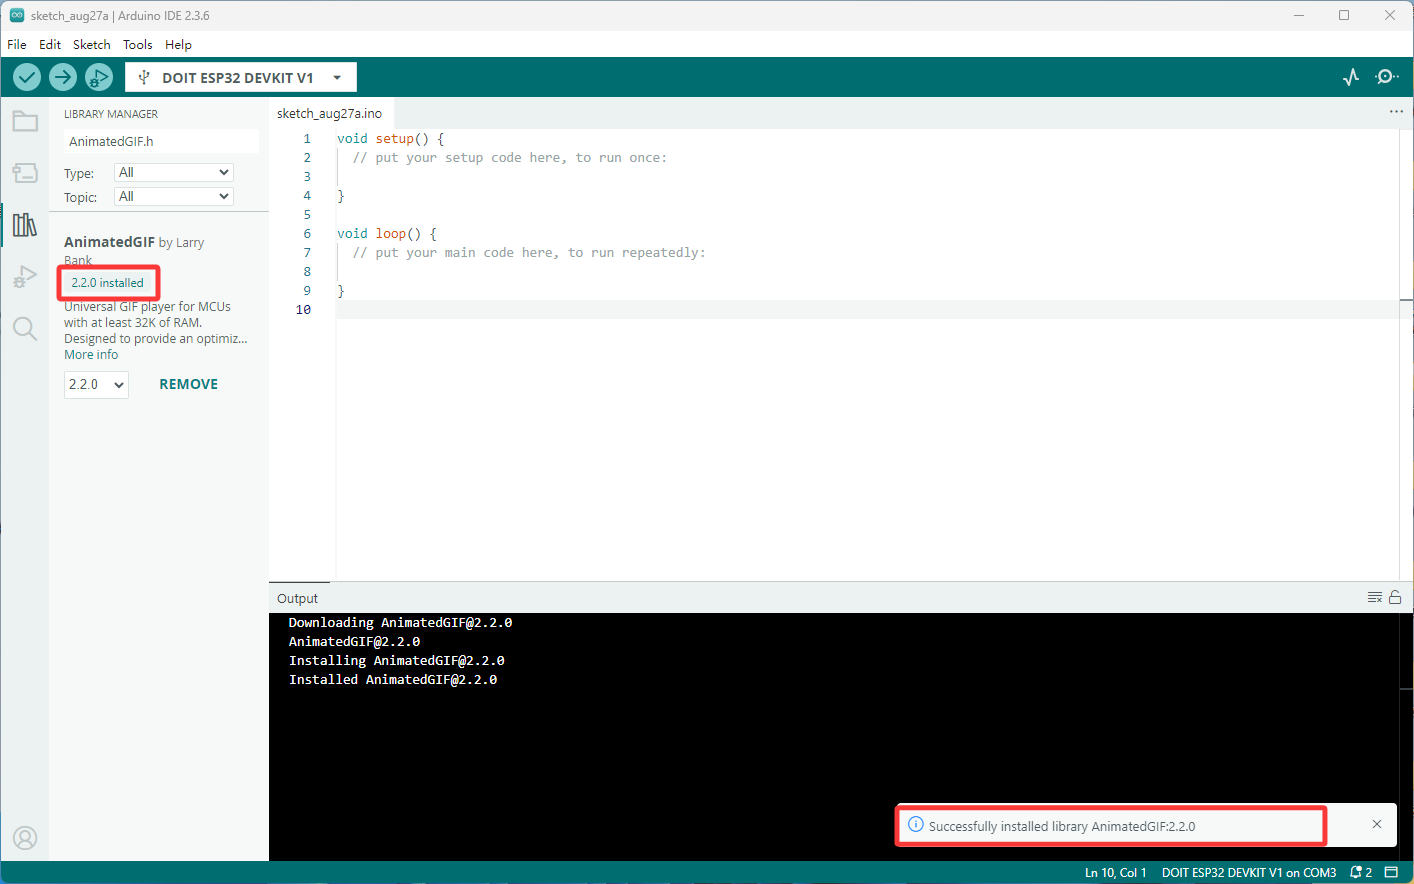 sketch_aug27a | Arduino IDE 2.3.6
File Edit Sketch Tools Help
DOIT ESP32 DEVKIT V1
LIBRARY MANAGER
AnimatedGIF.h
Type: All
Topic: All
AnimatedGIF by Larry
Bank
2.2.0 installed
Universal GIF player for MCUs
with at least 32K of RAM.
Designed to provide an optimiz...
More info
2.2.0 REMOVE
sketch_aug27a.ino
1 void setup() {
2 // put your setup code here, to run once:
3
4 }
5
6 void loop() {
7 // put your main code here, to run repeatedly:
8
9 }
10
Output
Downloading AnimatedGIF@2.2.0
AnimatedGIF@2.2.0
Installing AnimatedGIF@2.2.0
Installed AnimatedGIF@2.2.0
Successfully installed library AnimatedGIF:2.2.0
Ln 10, Col 1 DOIT ESP32 DEVKIT V1 on COM3 2